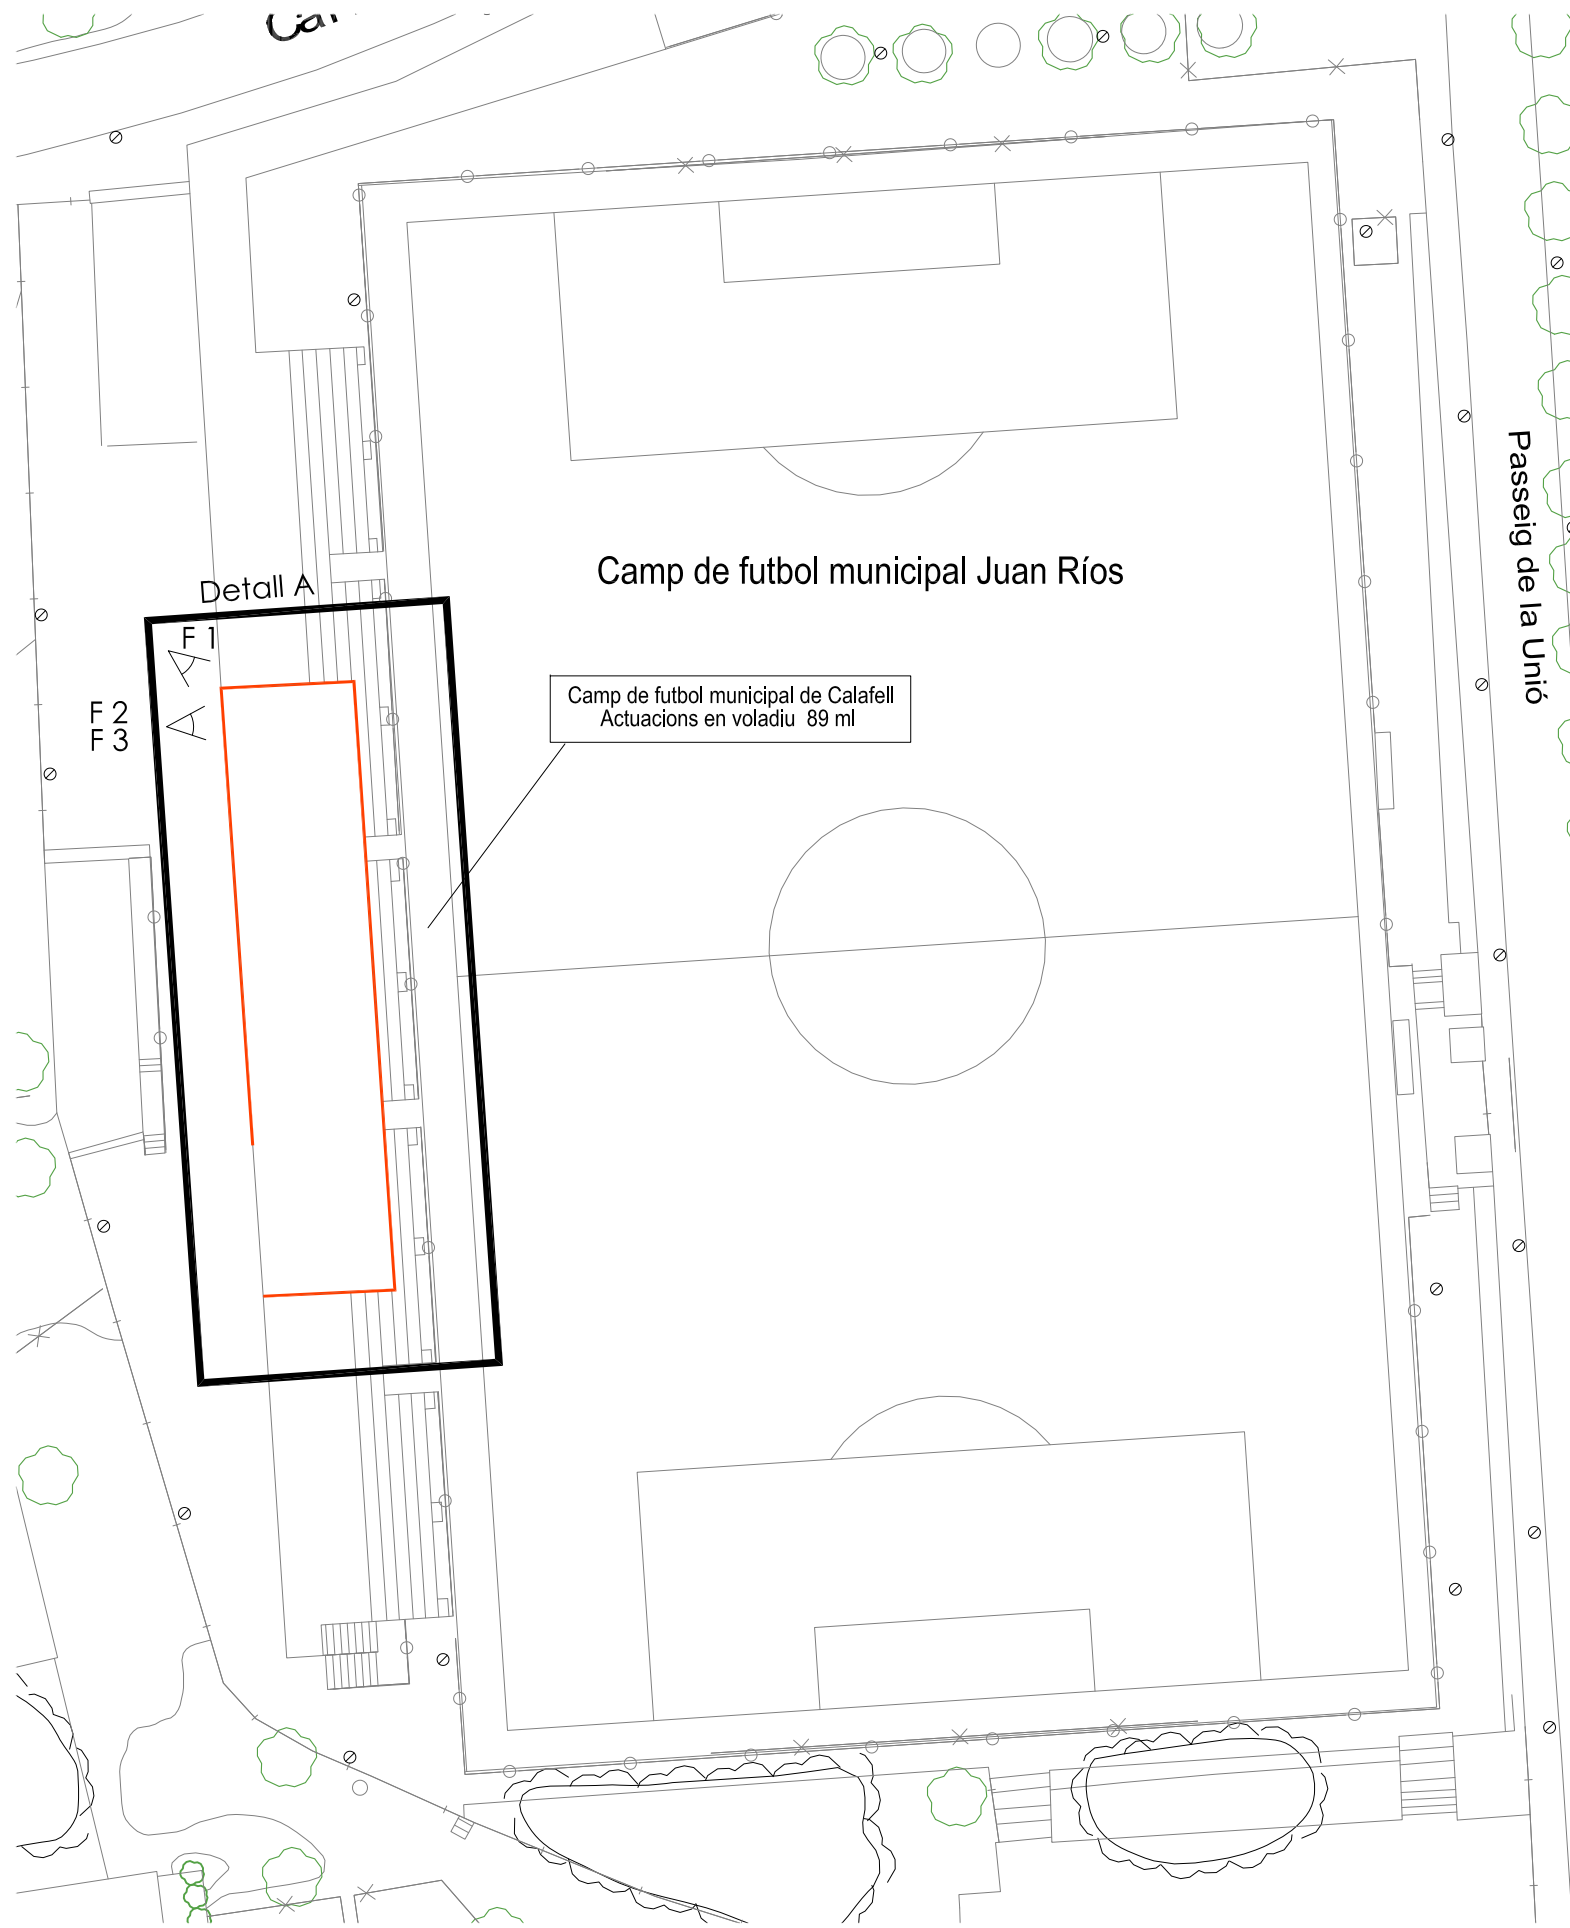 Camp de futbol municipal Juan Ríos
Passeig de la Unió
Detall A
F 1
F 2
F 3
Camp de futbol municipal de Calafell
Actuacions en voladiu 89 ml